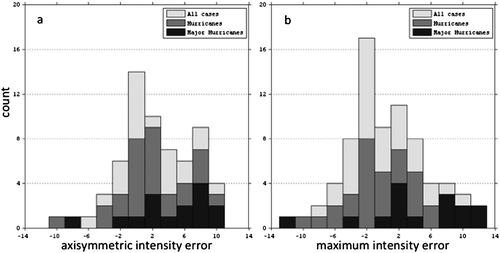 a
All cases
Hurricanes
Major Hurricanes
b
All cases
Hurricanes
Major Hurricanes
count
20
16
12
8
4
0
20
16
12
8
4
0
-14 -10 -6 -2 2 6 10 14
-14 -10 -6 -2 2 6 10 14
axisymmetric intensity error
maximum intensity error